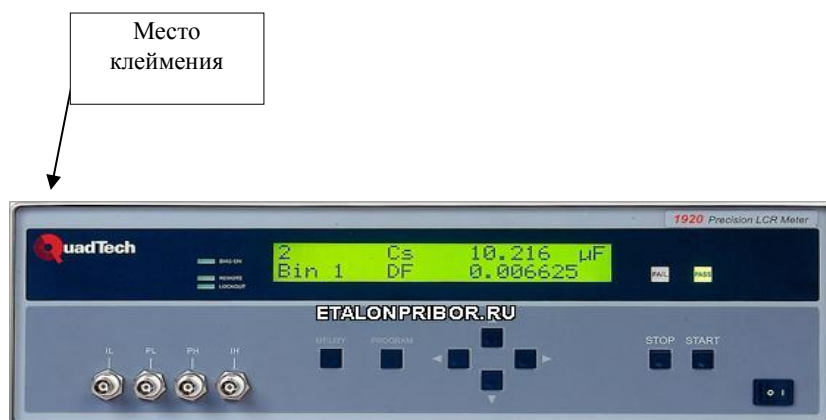 Место
клеймения
1920 Precision LCR Meter
QuadTech
BIAS ON
REMOTE
LOCKOUT
2 Cs 10.216 µF
Bin 1 DF 0.006625
FAIL PASS
ETALONPRIBOR.RU
UTILITY PROGRAM
STOP START
IL PL PH IH
O I